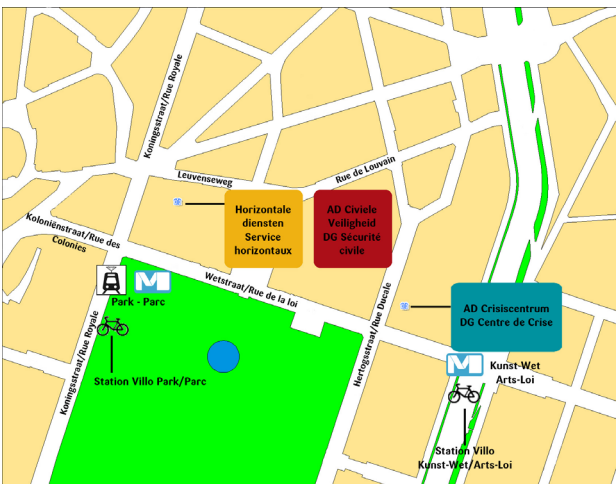 Koningsstraat/Rue Royale
Leuvenseweg
Rue de Louvain
Horizontale
diensten
Service
horizontaux
AD Civiele
Veiligheid
DG Sécurité
civile
Koloniënstraat/Rue des
Colonies
Wetstraat/Rue de la loi
Park - Parc
Koningsstraat/Rue Royale
Station Villo Park/Parc
Hertogsstraat/Rue Ducale
AD Crisiscentrum
DG Centre de Crise
M
M
Kunst-Wet
Arts-Loi
Station Villo
Kunst-Wet/Arts-Loi